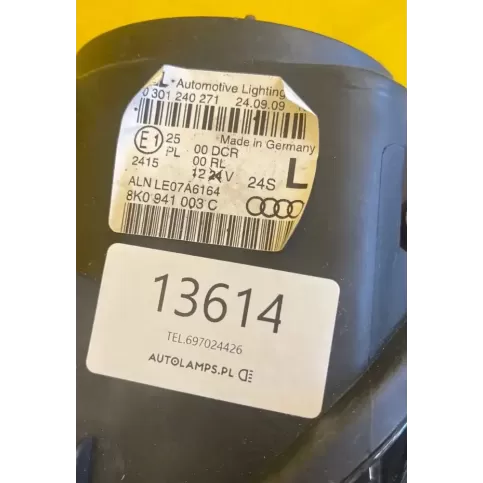 L - Automotive Lighting
0 301 240 271 24.09.09
E1 25 00 DCR Made in Germany
PL 00 RL
2415 12 24V 24S L
ALN LE07A6164
8K0 941 003 C
13614
TEL.697024426
AUTOLAMPS.PL